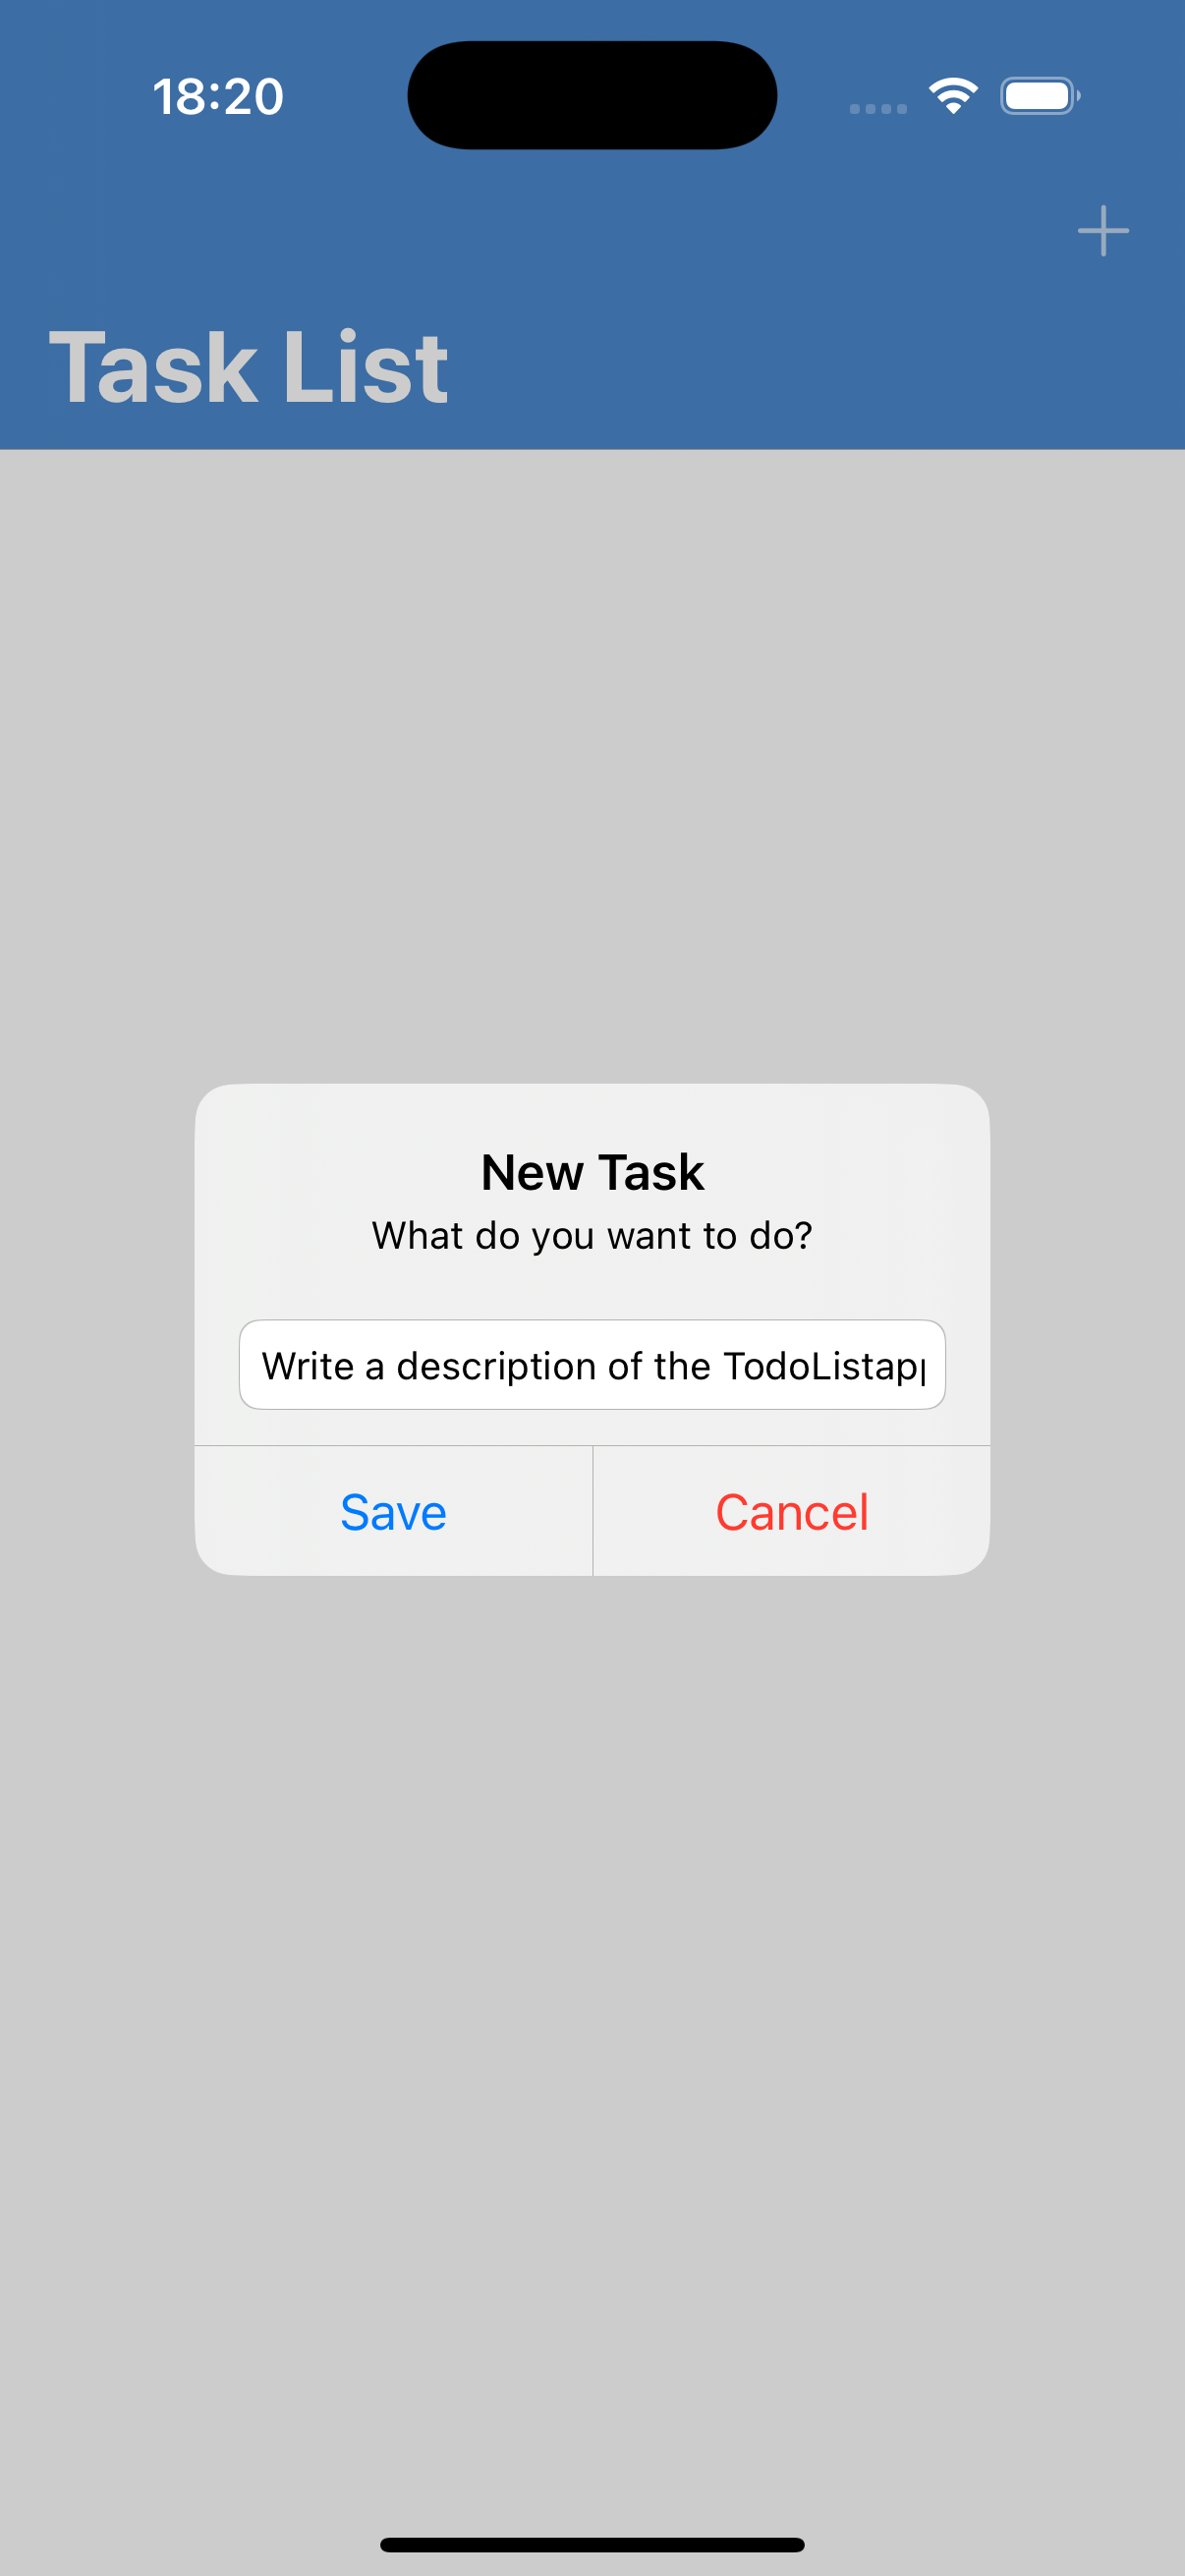 18:20
Task List
New Task
What do you want to do?
Write a description of the TodoListap
Save
Cancel